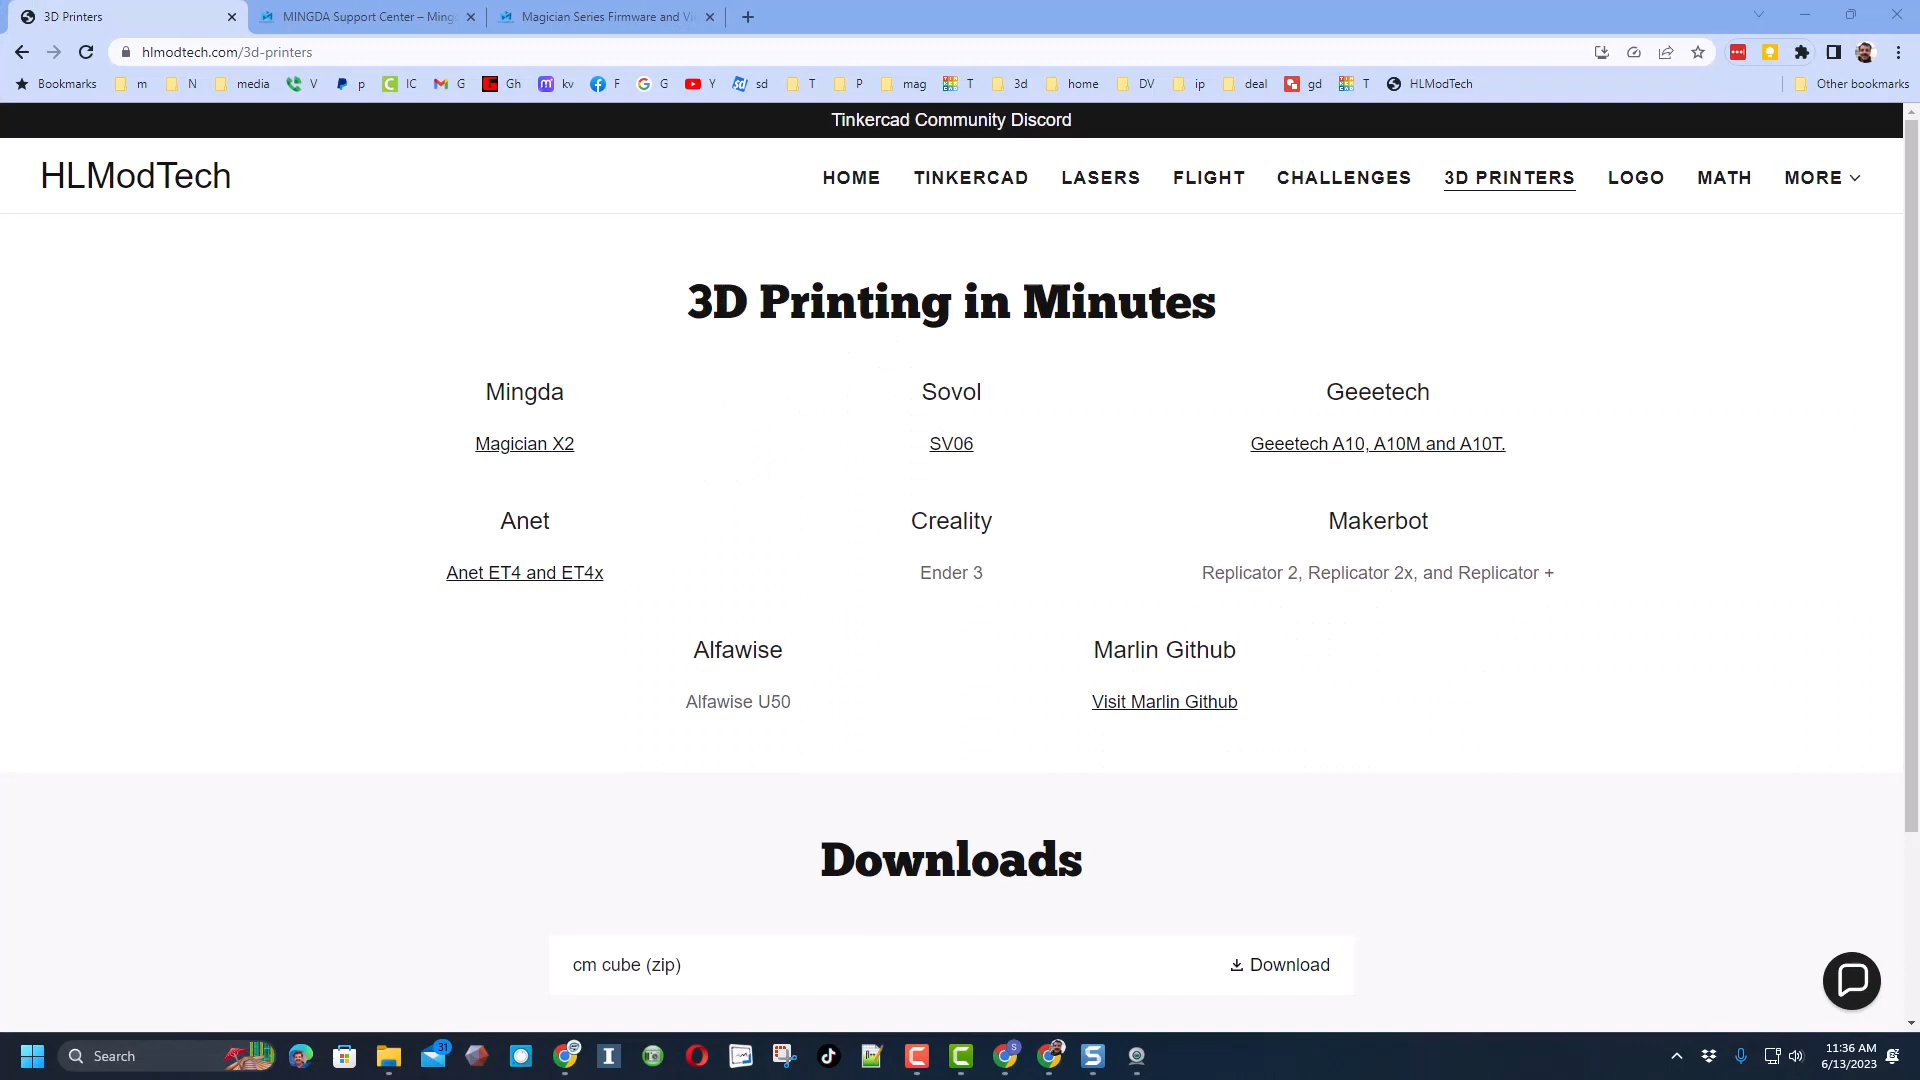 3D Printers
MINGDA Support Center – Ming
Magician Series Firmware and Vi
hlmodtech.com/3d-printers
Bookmarks m N media V p IC G Gh kv F G Y sd T P mag T 3d home DV ip deal gd T HLModTech Other bookmarks
Tinkercad Community Discord
HLModTech
HOME TINKERCAD LASERS FLIGHT CHALLENGES 3D PRINTERS LOGO MATH MORE
3D Printing in Minutes
Mingda Sovol Geeetech
Magician X2 SV06 Geeetech A10, A10M and A10T.
Anet Creality Makerbot
Anet ET4 and ET4x Ender 3 Replicator 2, Replicator 2x, and Replicator +
Alfawise Marlin Github
Alfawise U50 Visit Marlin Github
Downloads
cm cube (zip) Download
Search
31
11:36 AM
6/13/2023